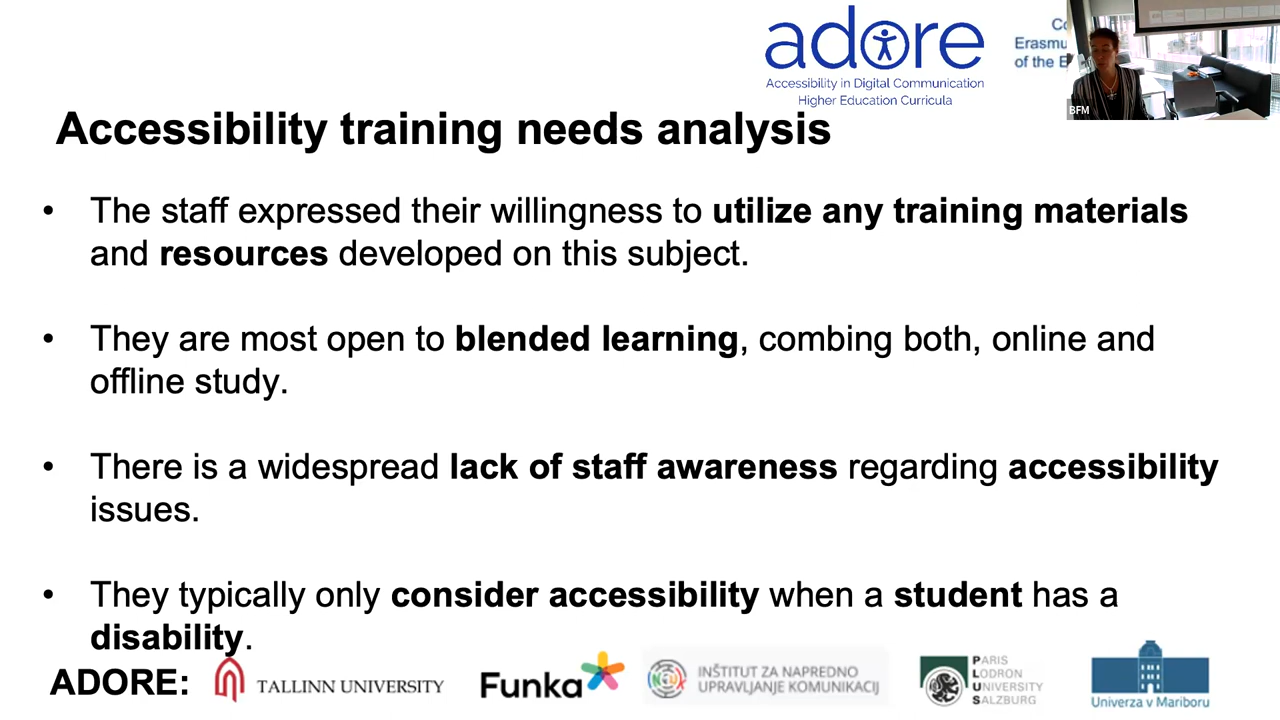 adore
Accessibility in Digital Communication
Higher Education Curricula
Erasmu
of the
BFM
Accessibility training needs analysis
• The staff expressed their willingness to utilize any training materials
and resources developed on this subject.
• They are most open to blended learning, combing both, online and
offline study.
• There is a widespread lack of staff awareness regarding accessibility
issues.
• They typically only consider accessibility when a student has a
disability.
ADORE:
TALLINN UNIVERSITY
Funka
INŠTITUT ZA NAPREDNO
UPRAVLJANJE KOMUNIKACIJ
PARIS
LODRON
UNIVERSITY
SALZBURG
PLUS
Univerza v Mariboru